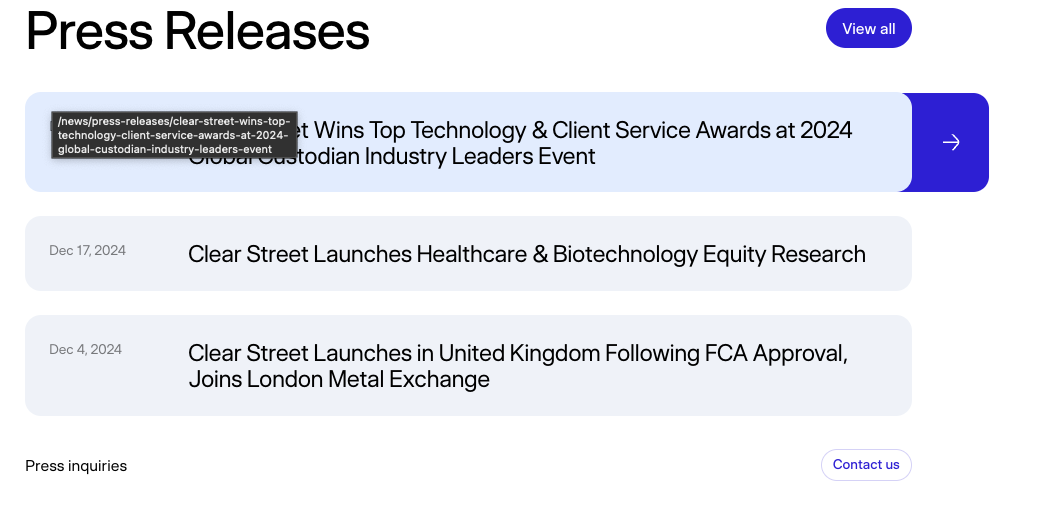 Press Releases
View all
/news/press-releases/clear-street-wins-top-
technology-client-service-awards-at-2024-
global-custodian-industry-leaders-event
Wins Top Technology & Client Service Awards at 2024
Global Custodian Industry Leaders Event
Dec 17, 2024
Clear Street Launches Healthcare & Biotechnology Equity Research
Dec 4, 2024
Clear Street Launches in United Kingdom Following FCA Approval,
Joins London Metal Exchange
Press inquiries
Contact us